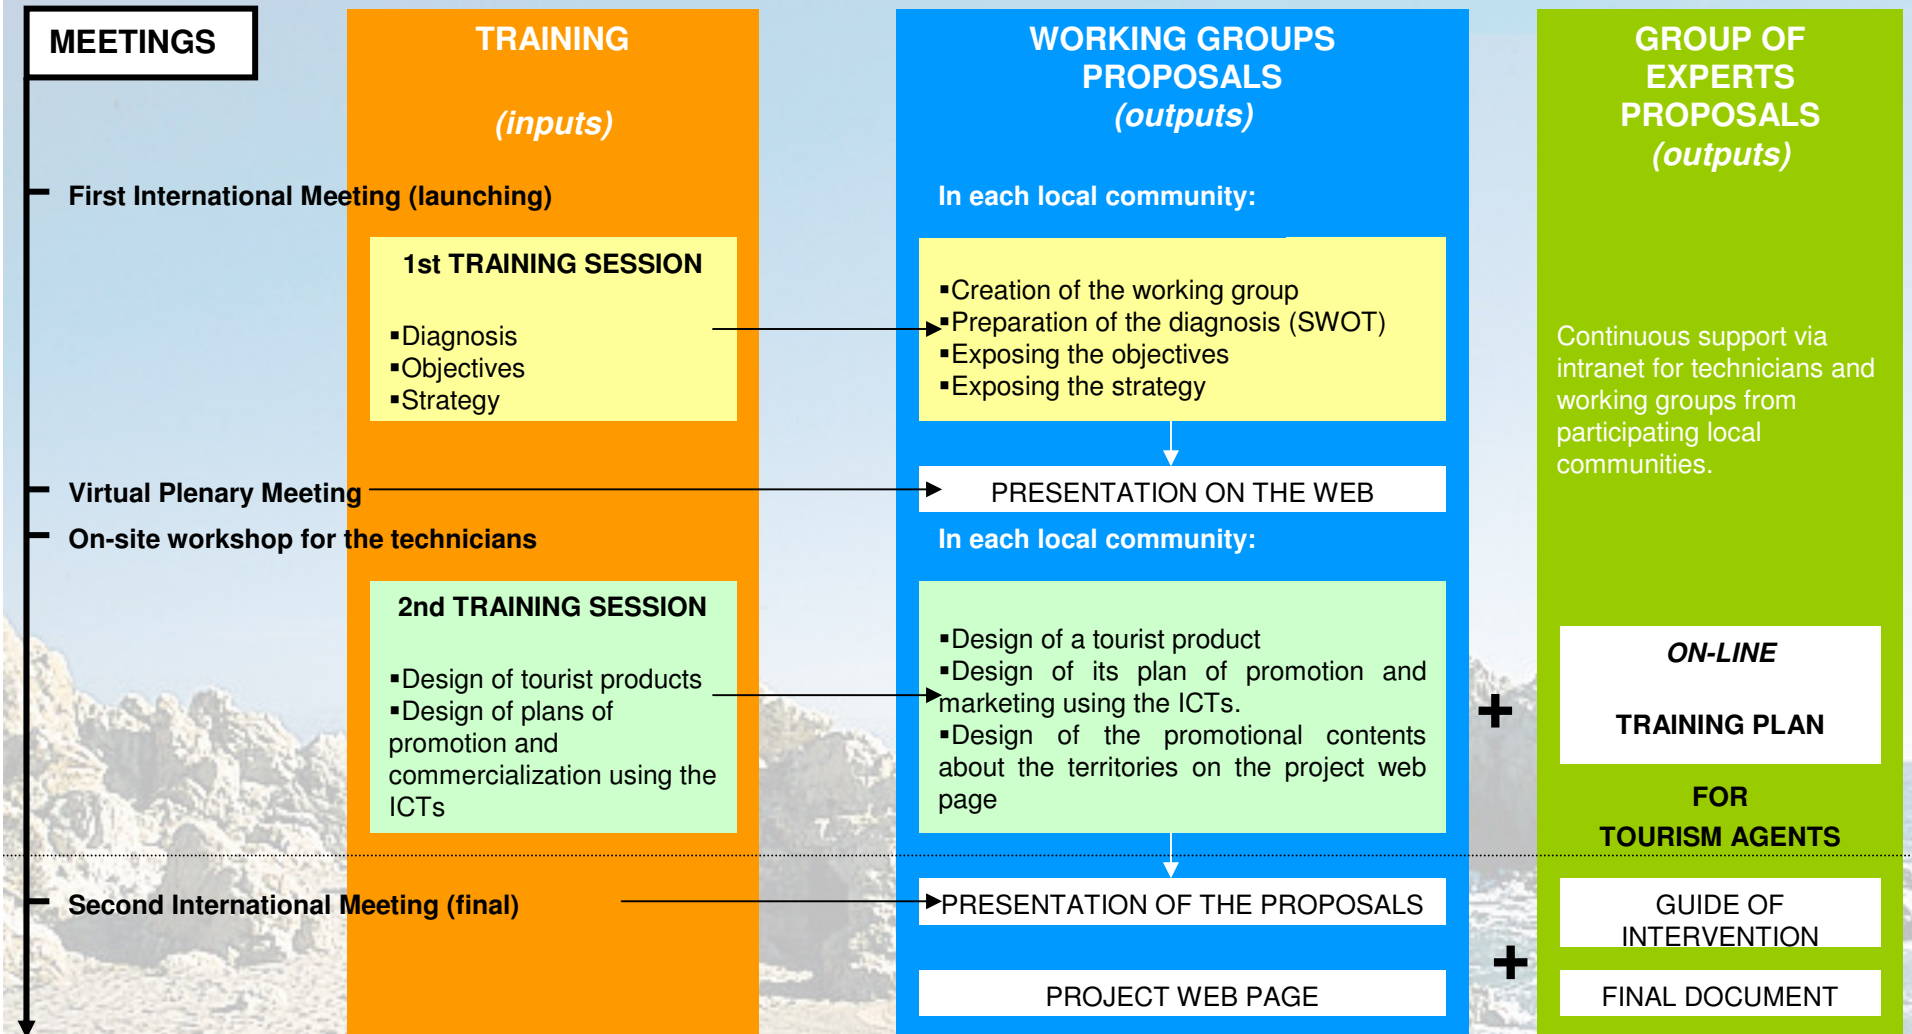 MEETINGS
TRAINING
(inputs)
WORKING GROUPS
PROPOSALS
(outputs)
GROUP OF
EXPERTS
PROPOSALS
(outputs)
First International Meeting (launching)
In each local community:
1st TRAINING SESSION
▪Diagnosis
▪Objectives
▪Strategy
▪Creation of the working group
▪Preparation of the diagnosis (SWOT)
▪Exposing the objectives
▪Exposing the strategy
Continuous support via
intranet for technicians and
working groups from
participating local
communities.
Virtual Plenary Meeting
PRESENTATION ON THE WEB
On-site workshop for the technicians
In each local community:
2nd TRAINING SESSION
▪Design of tourist products
▪Design of plans of
promotion and
commercialization using the
ICTs
▪Design of a tourist product
▪Design of its plan of promotion and
marketing using the ICTs.
▪Design of the promotional contents
about the territories on the project web
page
+
ON-LINE
TRAINING PLAN
FOR
TOURISM AGENTS
Second International Meeting (final)
PRESENTATION OF THE PROPOSALS
PROJECT WEB PAGE
+
GUIDE OF
INTERVENTION
FINAL DOCUMENT